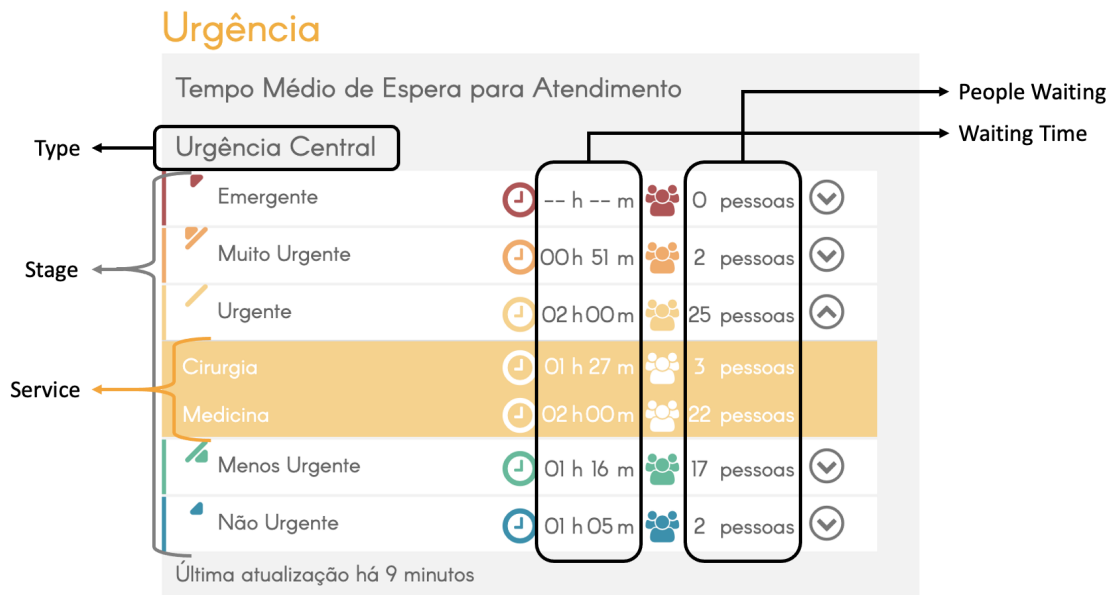 Urgência
Tempo Médio de Espera para Atendimento
People Waiting
Waiting Time
Type
Urgência Central
Emergente -- h -- m 0 pessoas
Muito Urgente 00 h 51 m 2 pessoas
Stage
Urgente 02 h 00 m 25 pessoas
Cirurgia 01 h 27 m 3 pessoas
Service
Medicina 02 h 00 m 22 pessoas
Menos Urgente 01 h 16 m 17 pessoas
Não Urgente 01 h 05 m 2 pessoas
Última atualização há 9 minutos